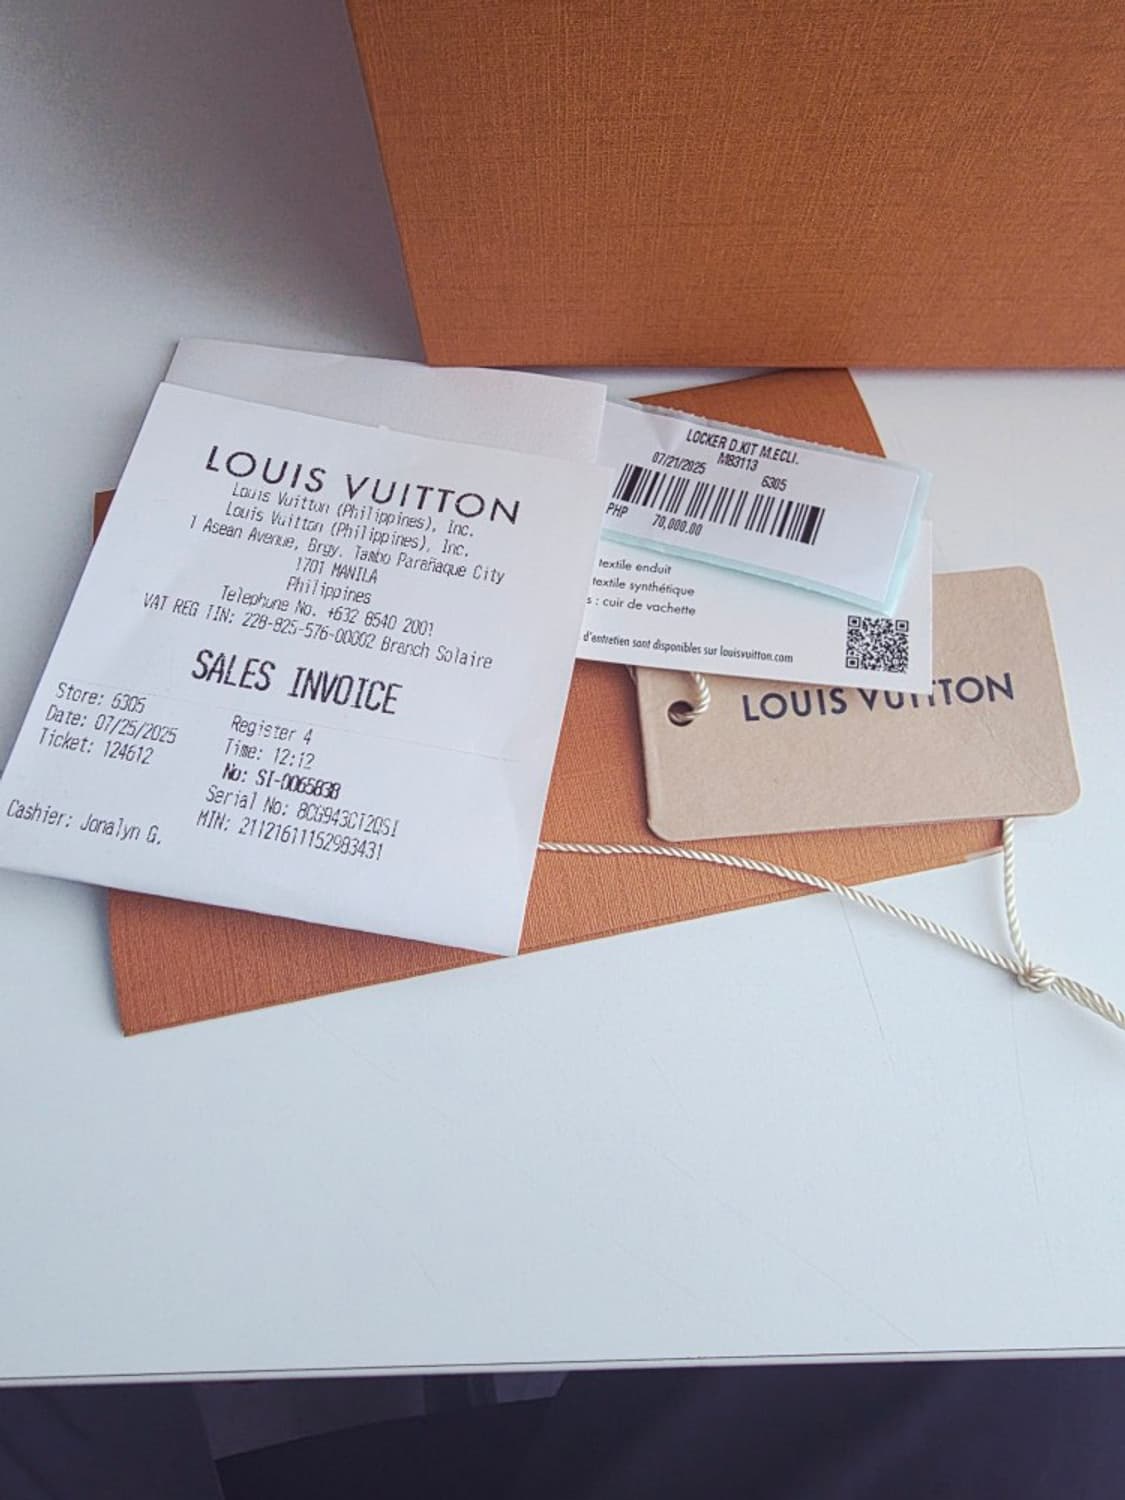 LOUIS VUITTON
Louis Vuitton (Philippines), Inc.
Louis Vuitton (Philippines), Inc.
1 Asean Avenue, Brgy. Tambo Parañaque City
1701 MANILA
Philippines
Telephone No. +632 8540 2001
VAT REG TIN: 228-825-576-00002 Branch Solaire
SALES INVOICE
Store: 6305
Date: 07/25/2025
Ticket: 124612
Cashier: Jonalyn G.
Register 4
Time: 12:12
No: SI-0065838
Serial No: 8CG943C12QSI
MIN: 21121611152983431
LOCKER D.KIT M.ECLI.
07/21/2025 M83113
6305
PHP 70,000.00
textile enduit
textile synthétique
s : cuir de vachette
d'entretien sont disponibles sur louisvuitton.com
LOUIS VUITTON